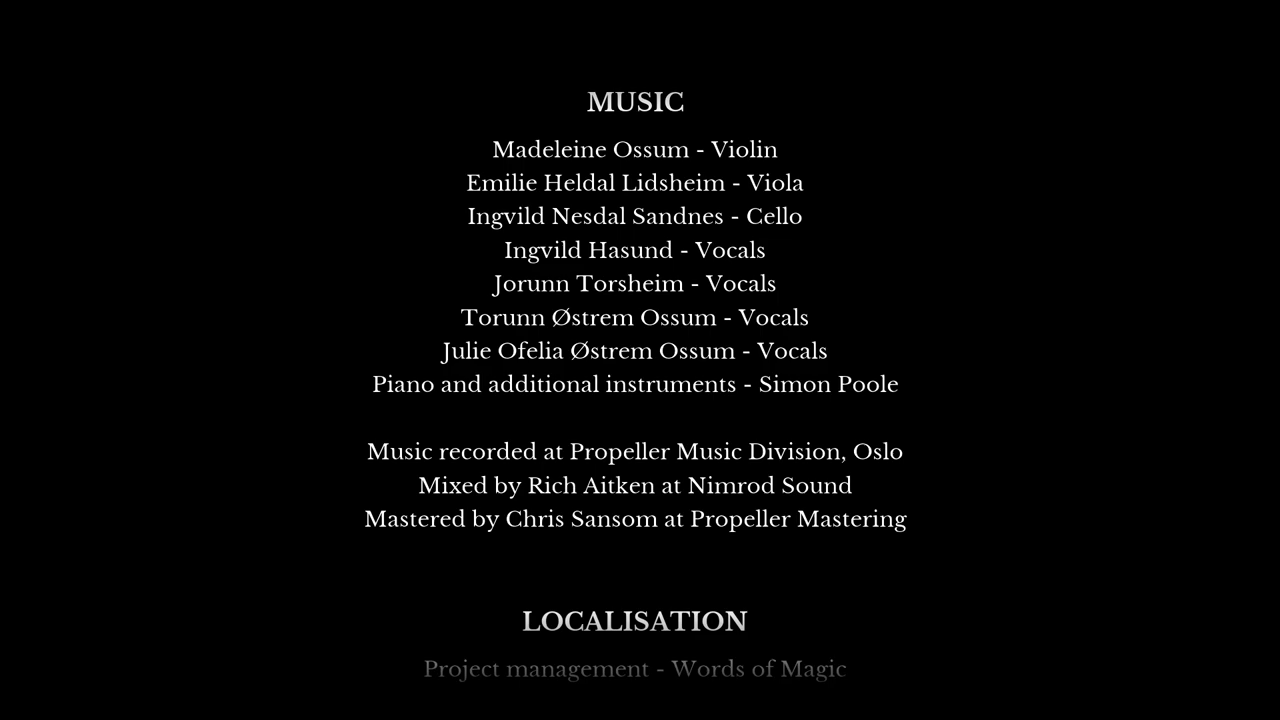 MUSIC
Madeleine Ossum - Violin
Emilie Heldal Lidsheim - Viola
Ingvild Nesdal Sandnes - Cello
Ingvild Hasund - Vocals
Jorunn Torsheim - Vocals
Torunn Østrem Ossum - Vocals
Julie Ofelia Østrem Ossum - Vocals
Piano and additional instruments - Simon Poole
Music recorded at Propeller Music Division, Oslo
Mixed by Rich Aitken at Nimrod Sound
Mastered by Chris Sansom at Propeller Mastering
LOCALISATION
Project management - Words of Magic